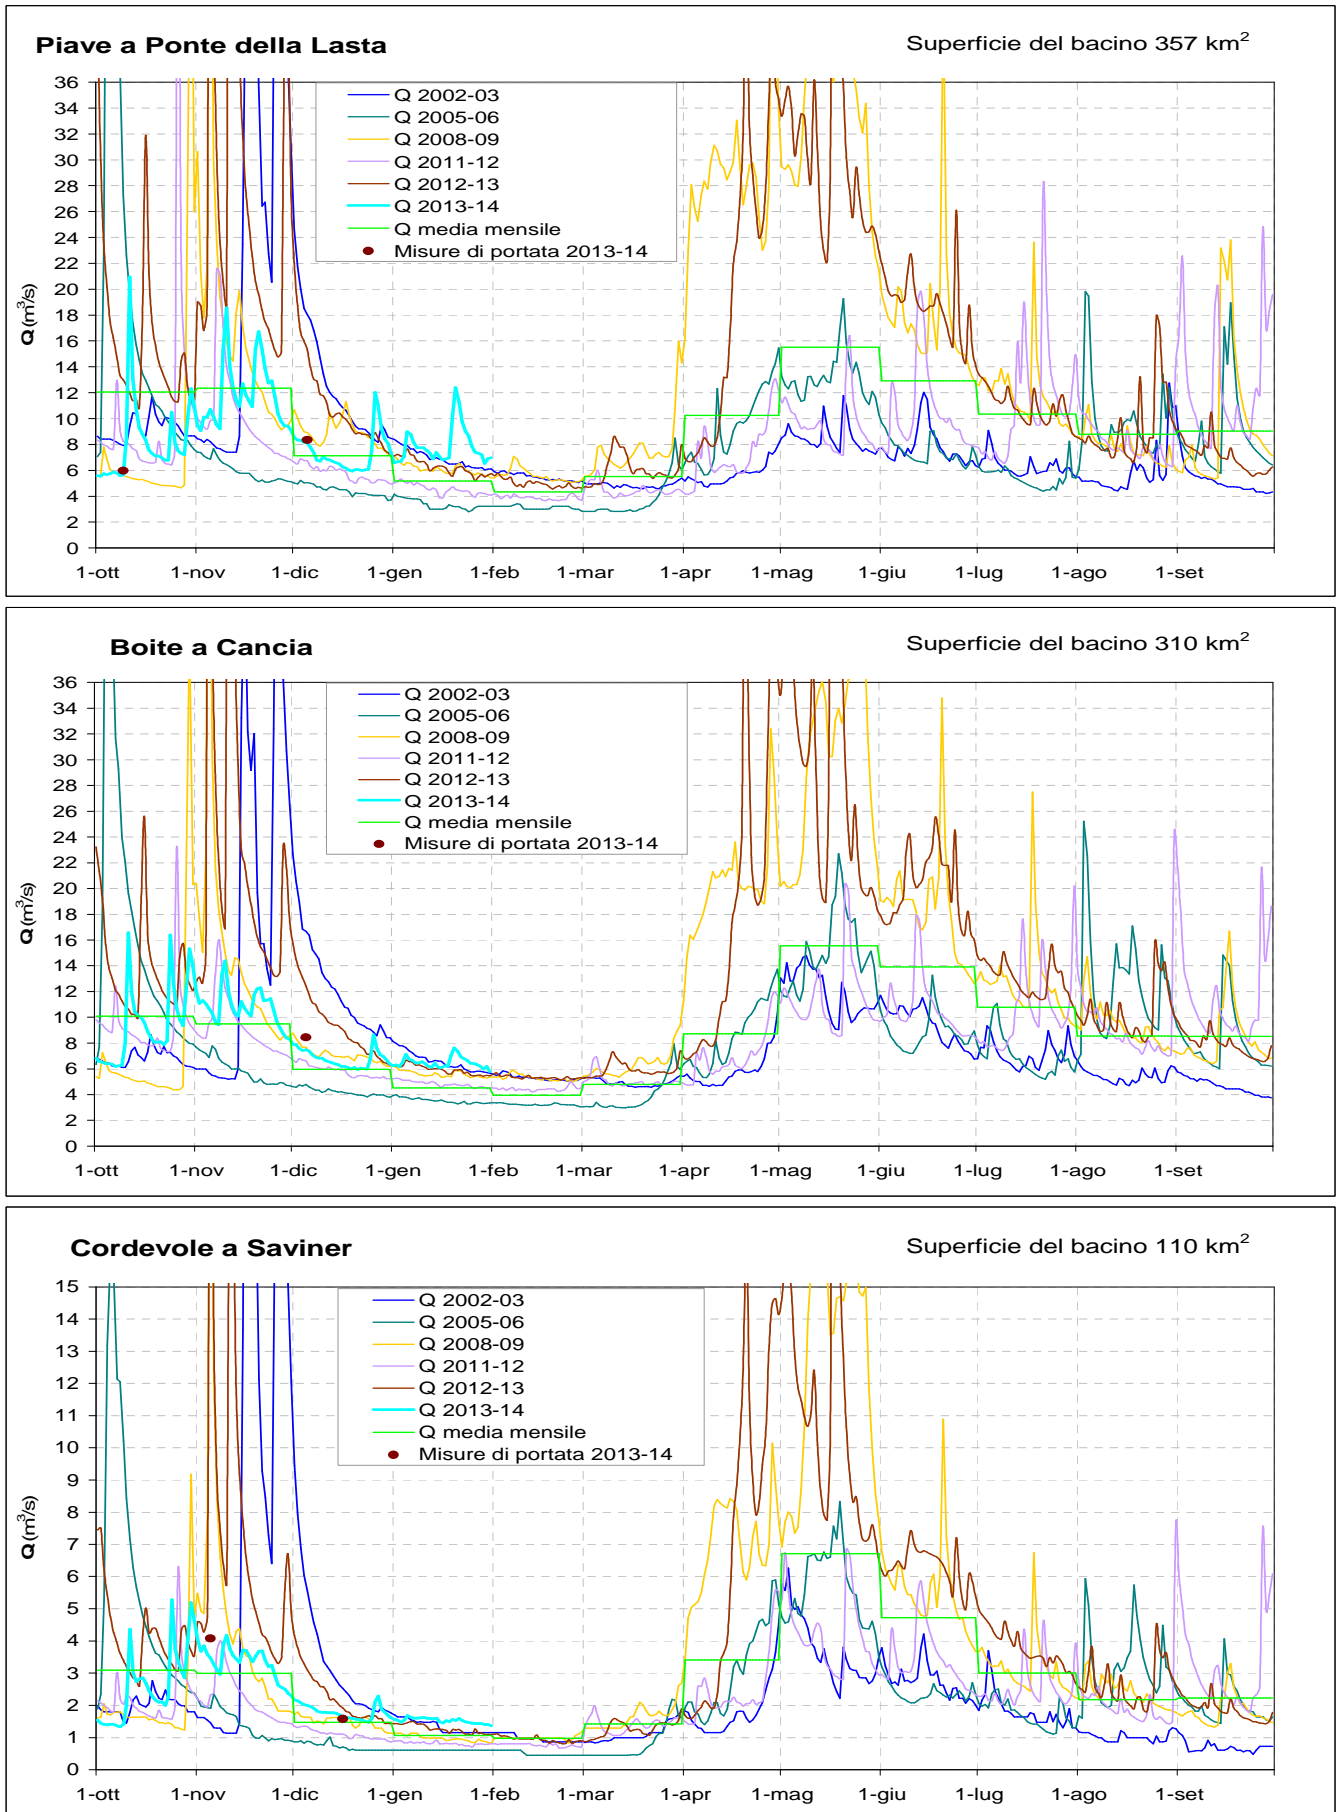 Piave a Ponte della Lasta
Superficie del bacino 357 km²
Q (m³/s)
36
34
32
30
28
26
24
22
20
18
16
14
12
10
8
6
4
2
0
Q 2002-03
Q 2005-06
Q 2008-09
Q 2011-12
Q 2012-13
Q 2013-14
Q media mensile
Misure di portata 2013-14
1-ott 1-nov 1-dic 1-gen 1-feb 1-mar 1-apr 1-mag 1-giu 1-lug 1-ago 1-set
Boite a Cancia
Superficie del bacino 310 km²
Q (m³/s)
36
34
32
30
28
26
24
22
20
18
16
14
12
10
8
6
4
2
0
Q 2002-03
Q 2005-06
Q 2008-09
Q 2011-12
Q 2012-13
Q 2013-14
Q media mensile
Misure di portata 2013-14
1-ott 1-nov 1-dic 1-gen 1-feb 1-mar 1-apr 1-mag 1-giu 1-lug 1-ago 1-set
Cordevole a Saviner
Superficie del bacino 110 km²
Q (m³/s)
15
14
13
12
11
10
9
8
7
6
5
4
3
2
1
0
Q 2002-03
Q 2005-06
Q 2008-09
Q 2011-12
Q 2012-13
Q 2013-14
Q media mensile
Misure di portata 2013-14
1-ott 1-nov 1-dic 1-gen 1-feb 1-mar 1-apr 1-mag 1-giu 1-lug 1-ago 1-set